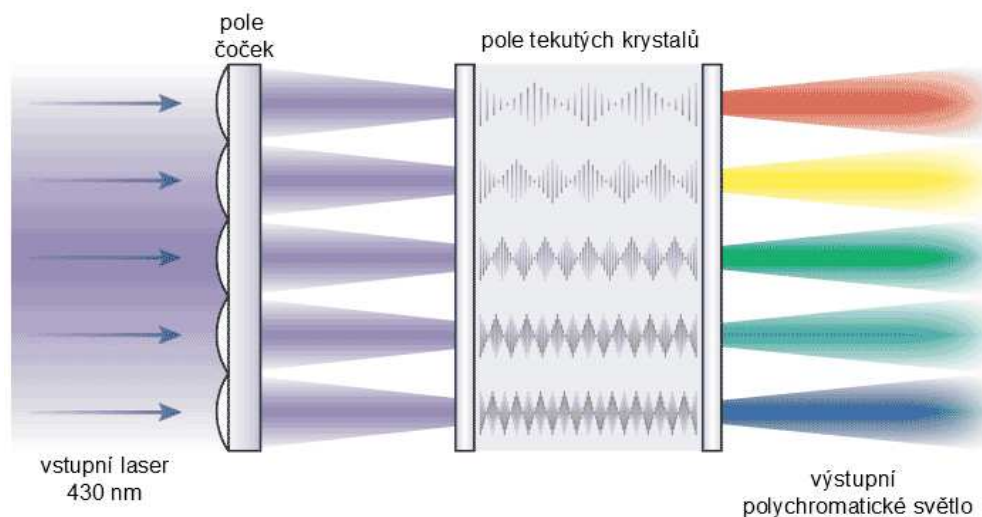 pole
čoček
pole tekutých krystalů
vstupní laser
430 nm
výstupní
polychromatické světlo